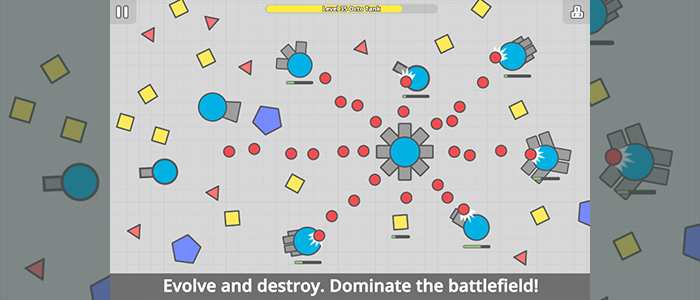 Level 35 Octo Tank
Evolve and destroy. Dominate the battlefield!